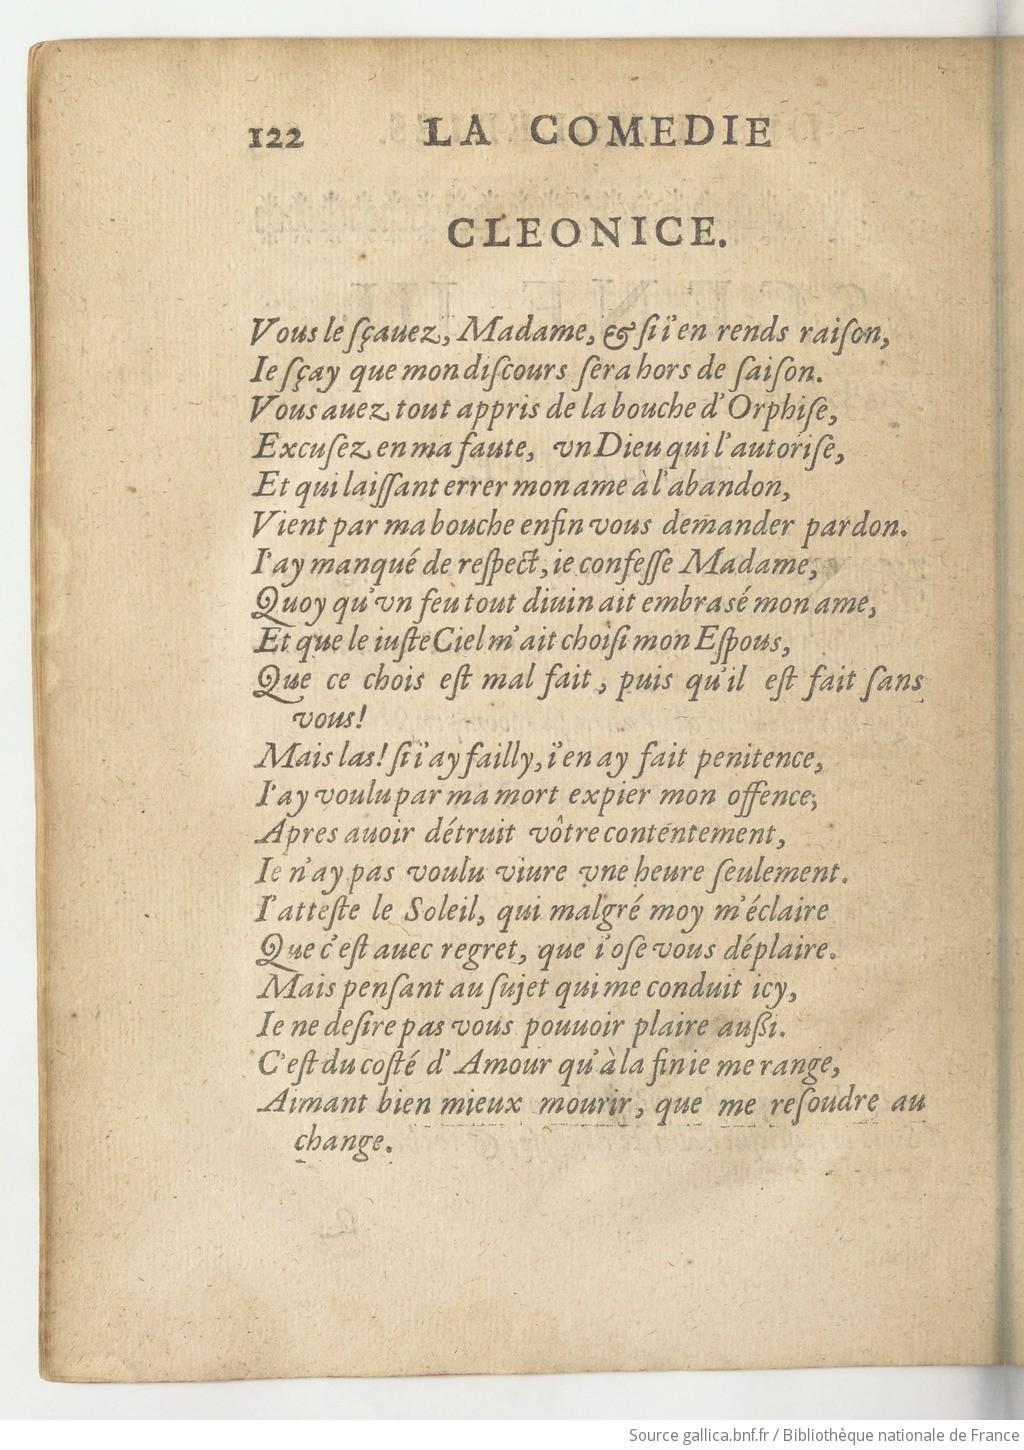 122 LA COMEDIE
CLEONICE.
Vous le sçauez, Madame, & si i'en rends raison,
Ie sçay que mon discours sera hors de saison.
Vous auez tout appris de la bouche d'Orphise,
Excusez en ma faute, vn Dieu qui l'autorise,
Et qui laissant errer mon ame à l'abandon,
Vient par ma bouche enfin vous demander pardon.
I'ay manqué de respect, ie confesse Madame,
Quoy qu'vn feu tout diuin ait embrasé mon ame,
Et que le iuste Ciel m'ait choisi mon Espous,
Que ce chois est mal fait, puis qu'il est fait sans
vous!
Mais las! si i'ay failly, i'en ay fait penitence,
I'ay voulu par ma mort expier mon offence;
Apres auoir détruit vôtre contentement,
Ie n'ay pas voulu viure vne heure seulement.
I'atteste le Soleil, qui malgré moy m'éclaire
Que c'est auec regret, que i'ose vous déplaire.
Mais pensant au sujet qui me conduit icy,
Ie ne desire pas vous pouuoir plaire aussi.
C'est du costé d'Amour qu'à la fin ie me range,
Aimant bien mieux mourir, que me resoudre au
change.
Source gallica.bnf.fr / Bibliothèque nationale de France